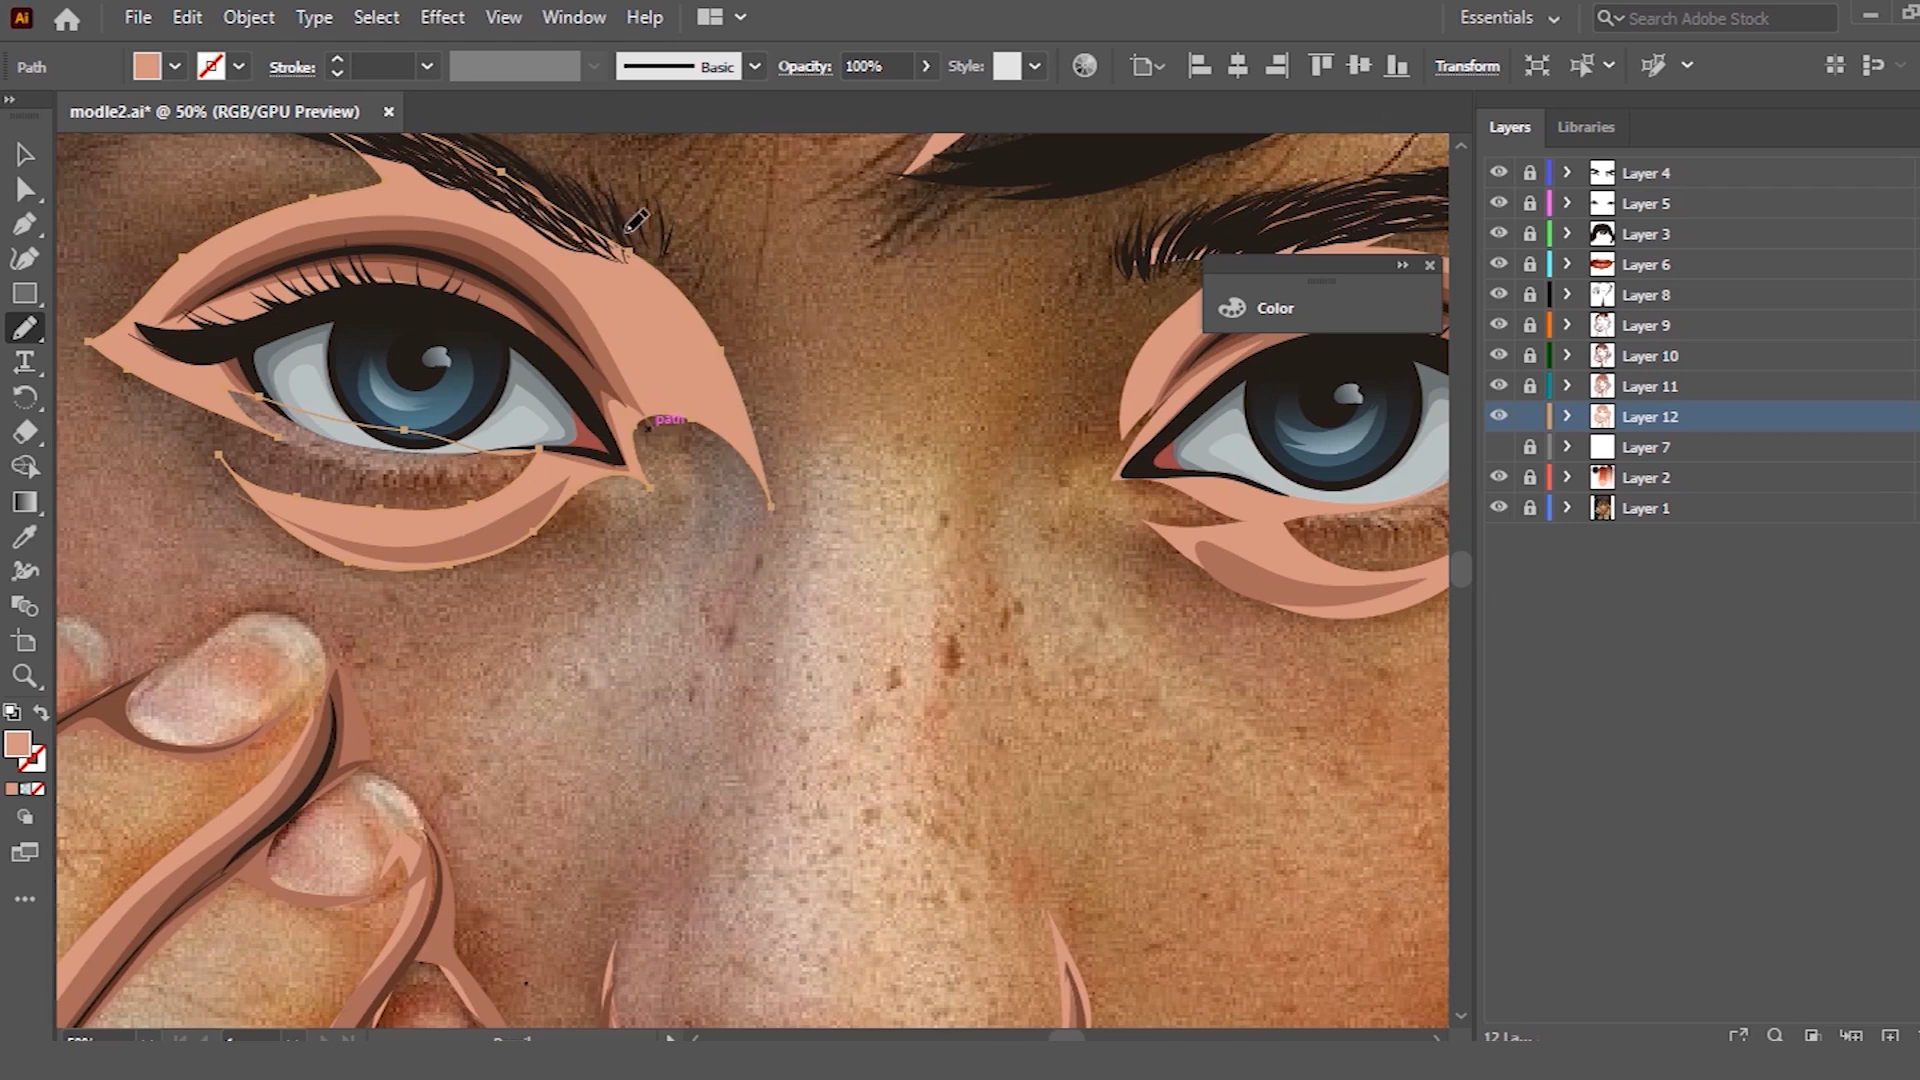 Ai File Edit Object Type Select Effect View Window Help Essentials Search Adobe Stock
Path Stroke: Basic Opacity: 100% Style: Transform
modle2.ai* @ 50% (RGB/GPU Preview)
Layers Libraries
Layer 4
Layer 5
Layer 3
Layer 6
Layer 8
Layer 9
Layer 10
Layer 11
Layer 12
Layer 7
Layer 2
Layer 1
Color
path
12 La...